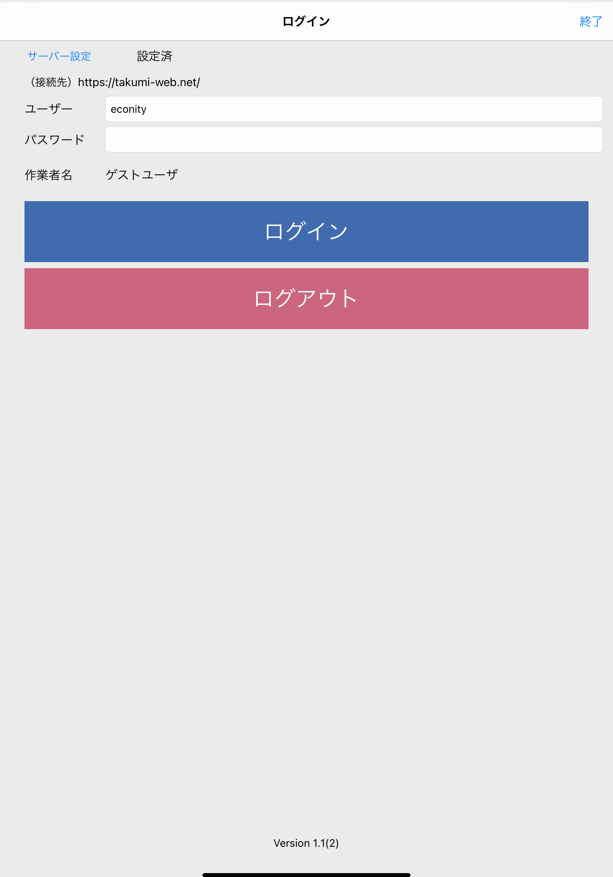 ログイン 終了
サーバー設定 設定済
（接続先）https://takumi-web.net/
ユーザー econity
パスワード
作業者名 ゲストユーザ
ログイン
ログアウト
Version 1.1(2)